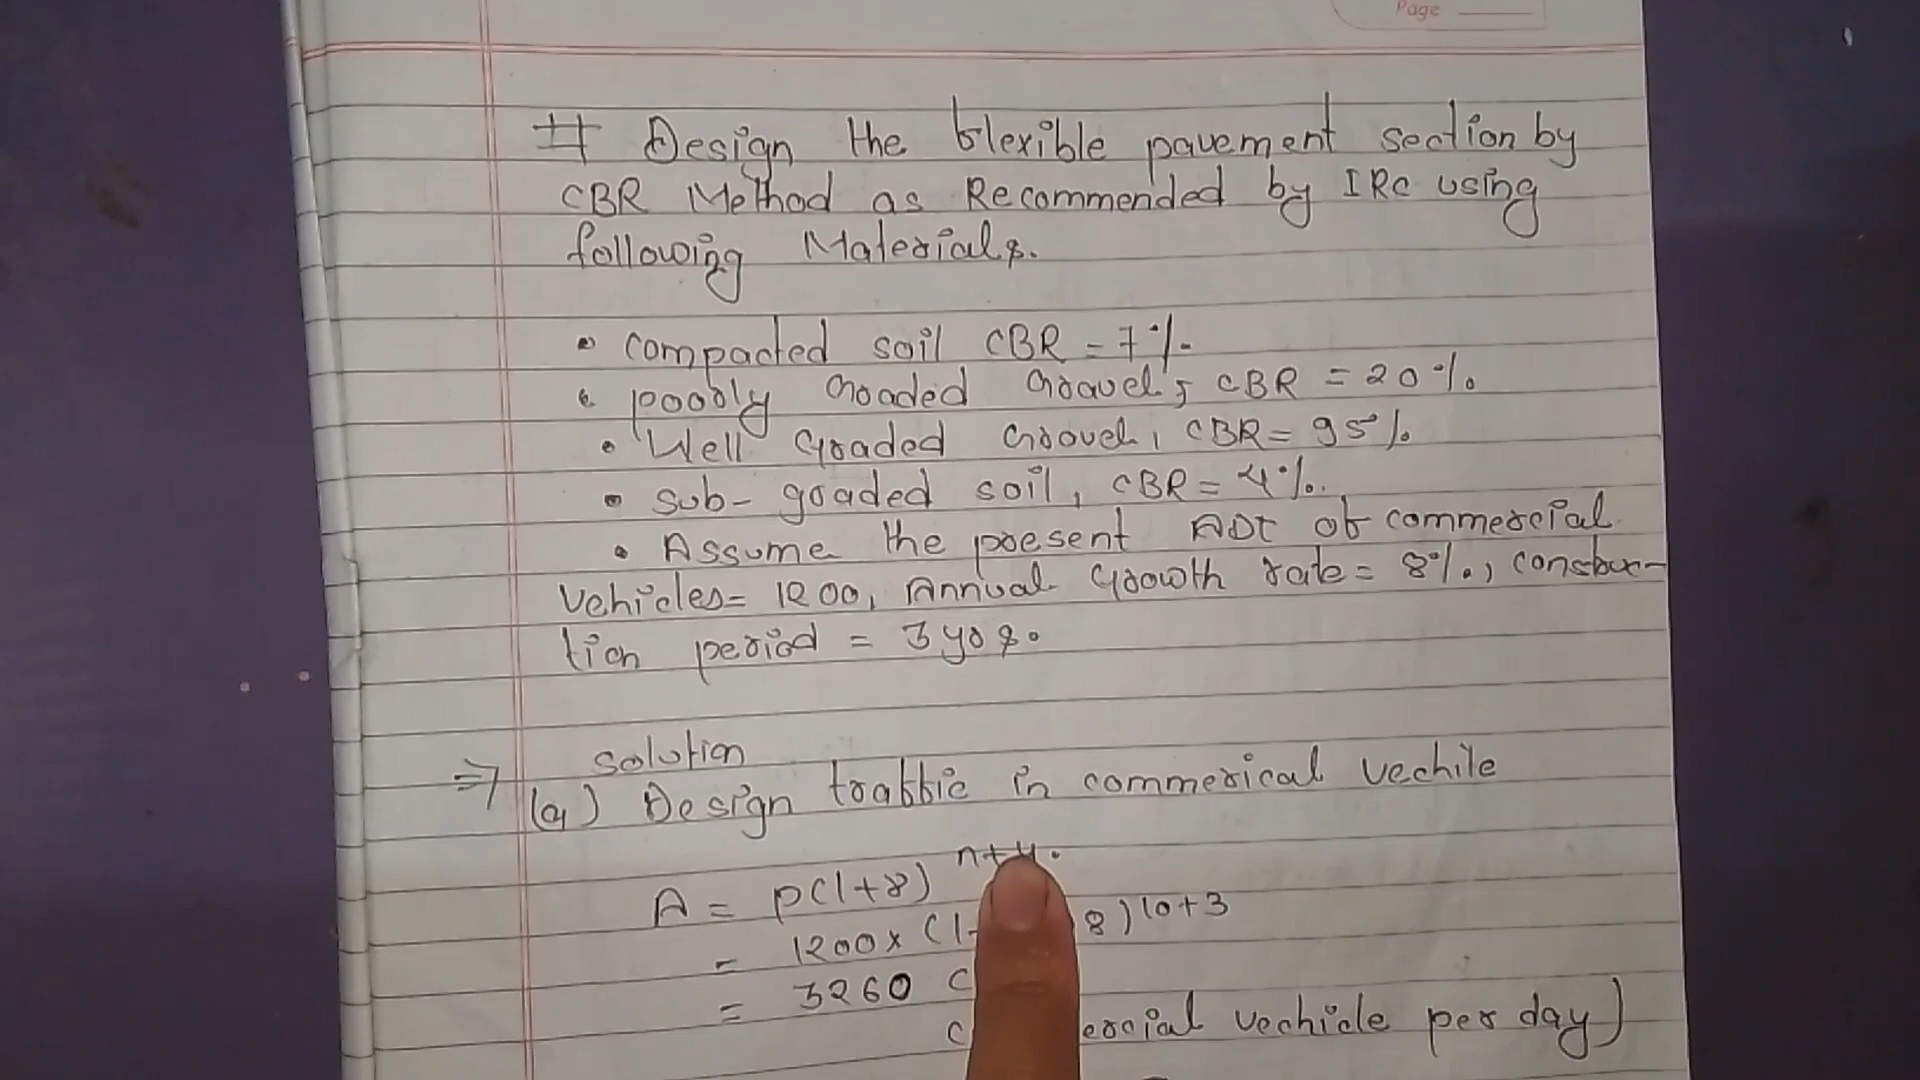 Page
# Design the flexible pavement section by
CBR Method as Recommended by IRC using
following Materials.
• compacted soil CBR = 7%.
• poorly Graded Gravel, CBR = 20%.
• Well Graded Gravel, CBR = 95%.
• sub-graded soil, CBR = 4%.
• Assume the present ADT of commercial
vehicles = 1200, Annual Growth rate = 8%., construc-
tion period = 3 yrs.
⇒ solution
(a) Design traffic in commerical vechile
A = P(1+r)^n+y.
= 1200 × (1 8)^10+3
= 3260 C
ercial vechicle per day)